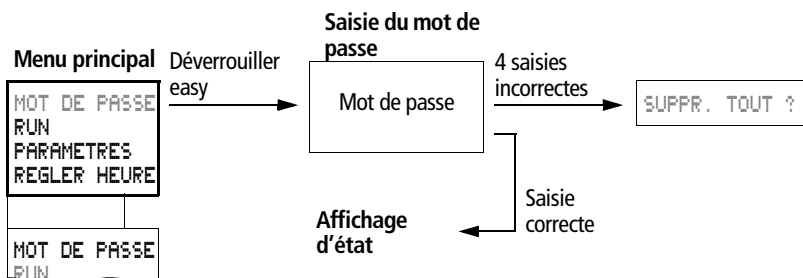 Saisie du mot de
passe
Menu principal
Déverrouiller
easy
4 saisies
incorrectes
MOT DE PASSE
RUN
PARAMETRES
REGLER HEURE
Mot de passe
SUPPR. TOUT ?
Saisie
correcte
Affichage
d'état
MOT DE PASSE
RUN